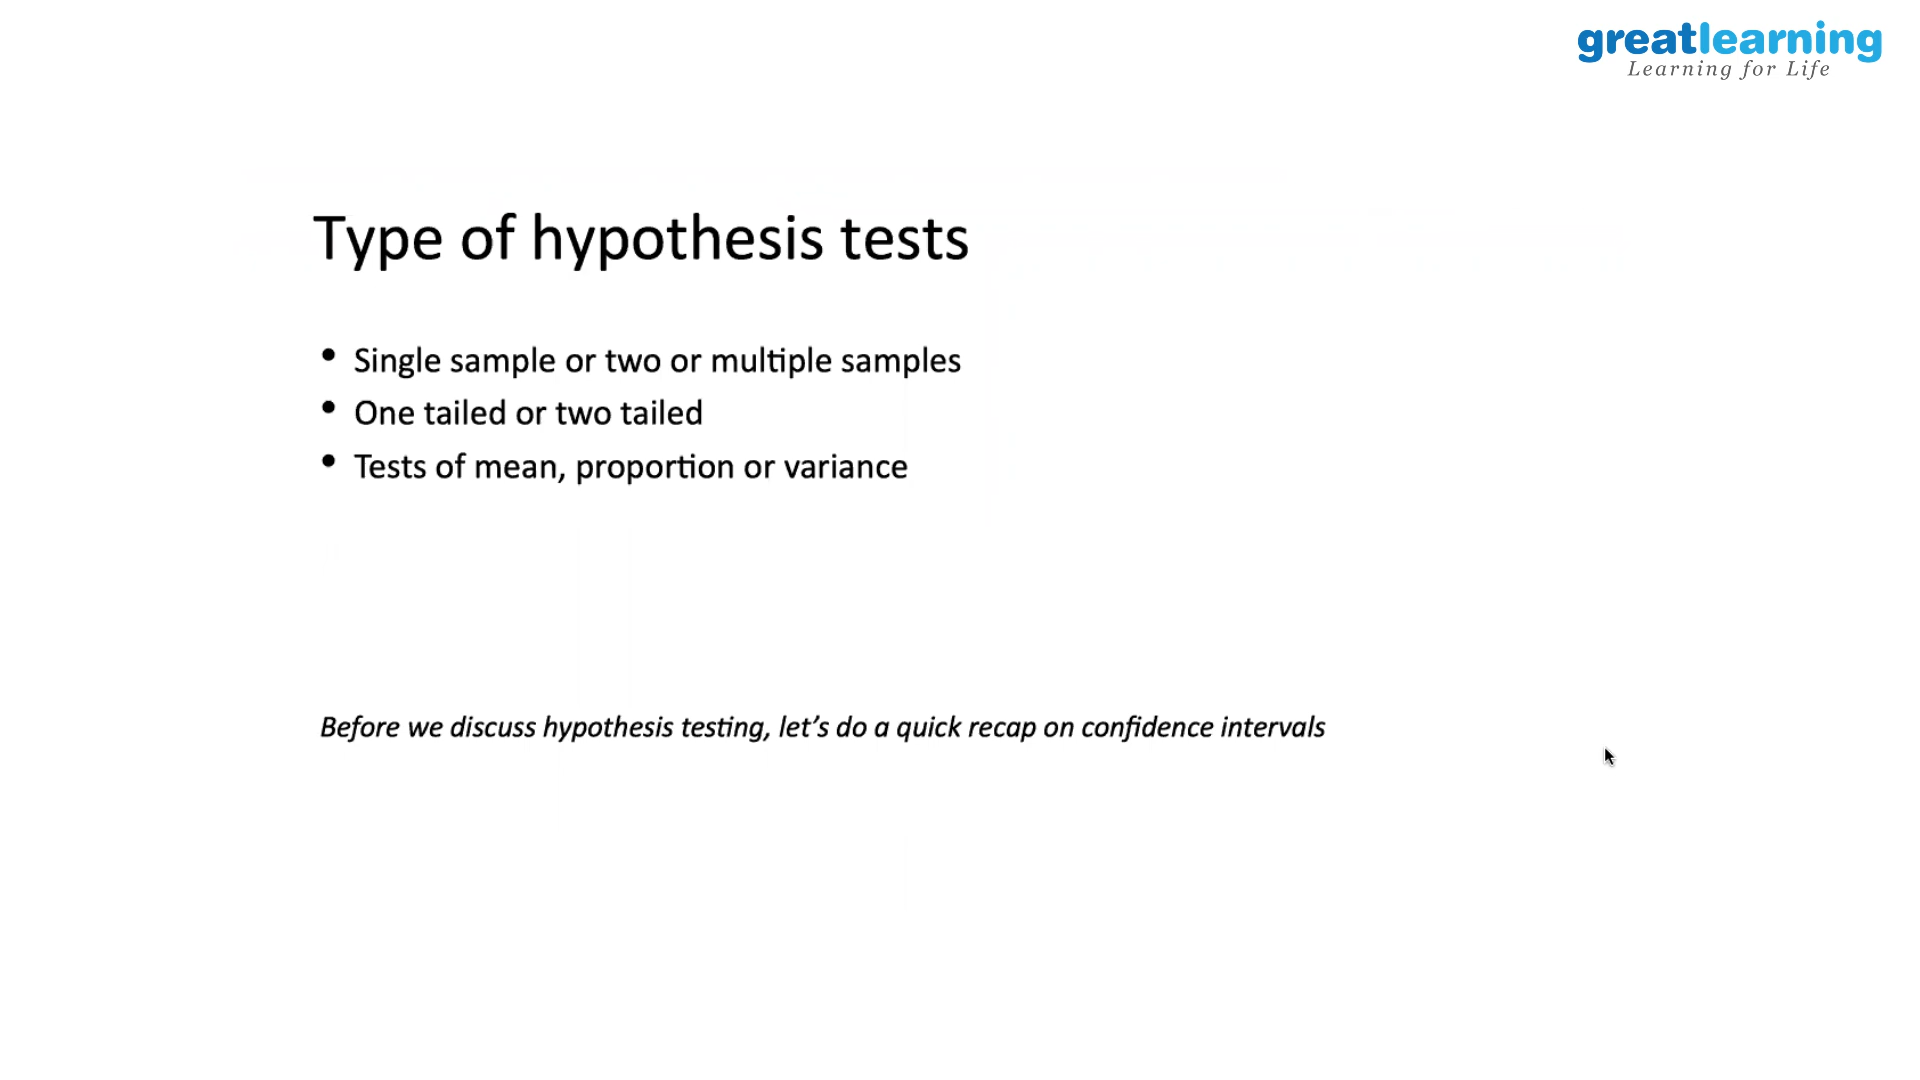 greatlearning
Learning for Life
Type of hypothesis tests
• Single sample or two or multiple samples
• One tailed or two tailed
• Tests of mean, proportion or variance
Before we discuss hypothesis testing, let’s do a quick recap on confidence intervals